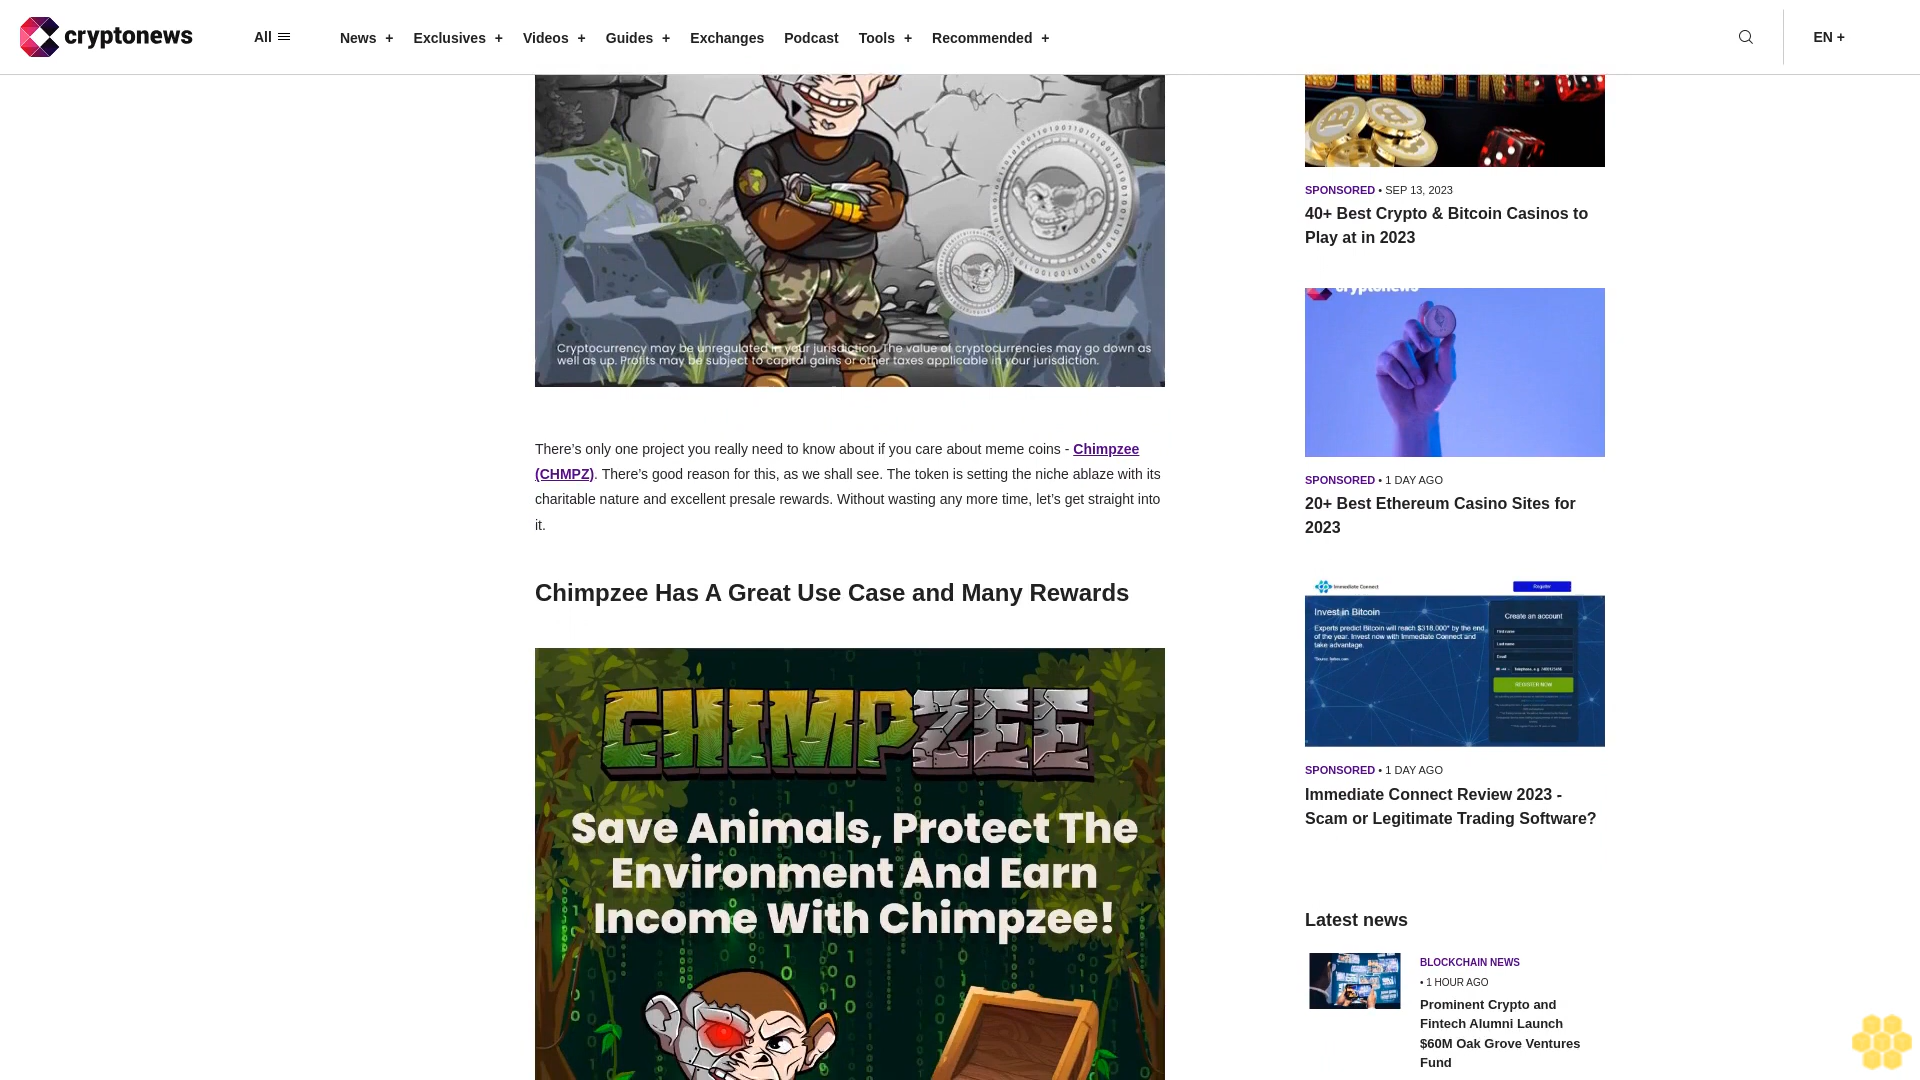 cryptonews
All
News +
Exclusives +
Videos +
Guides +
Exchanges
Podcast
Tools +
Recommended +
EN +
Cryptocurrency may be unregulated in your jurisdiction. The value of cryptocurrencies may go down as
well as up. Profits may be subject to capital gains or other taxes applicable in your jurisdiction.
There's only one project you really need to know about if you care about meme coins - Chimpzee
(CHMPZ). There's good reason for this, as we shall see. The token is setting the niche ablaze with its
charitable nature and excellent presale rewards. Without wasting any more time, let's get straight into
it.
Chimpzee Has A Great Use Case and Many Rewards
CHIMPZEE
Save Animals, Protect The
Environment And Earn
Income With Chimpzee!
SPONSORED • SEP 13, 2023
40+ Best Crypto & Bitcoin Casinos to
Play at in 2023
cryptonews
SPONSORED • 1 DAY AGO
20+ Best Ethereum Casino Sites for
2023
Immediate Connect
Register
Invest in Bitcoin
Experts predict Bitcoin will reach $318,000* by the end
of the year. Invest now with Immediate Connect and
take advantage.
Create an account
First name
Last name
Email
REGISTER NOW
SPONSORED • 1 DAY AGO
Immediate Connect Review 2023 -
Scam or Legitimate Trading Software?
Latest news
BLOCKCHAIN NEWS
• 1 HOUR AGO
Prominent Crypto and
Fintech Alumni Launch
$60M Oak Grove Ventures
Fund